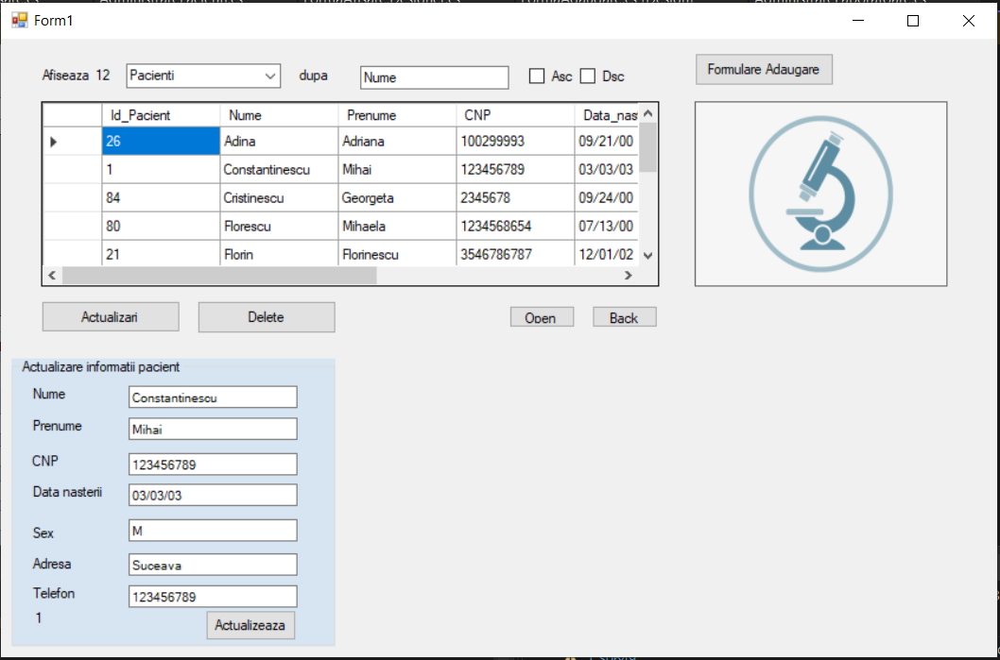 Form1
Formulare Adaugare
Afiseaza 12 Pacienti dupa Nume Asc Dsc
Id_Pacient Nume Prenume CNP Data_nas
26 Adina Adriana 100299993 09/21/00
1 Constantinescu Mihai 123456789 03/03/03
84 Cristinescu Georgeta 2345678 09/24/00
80 Florescu Mihaela 1234568654 07/13/00
21 Florin Florinescu 3546786787 12/01/02
Actualizari Delete Open Back
Actualizare informatii pacient
Nume Constantinescu
Prenume Mihai
CNP 123456789
Data nasterii 03/03/03
Sex M
Adresa Suceava
Telefon 123456789
1
Actualizeaza